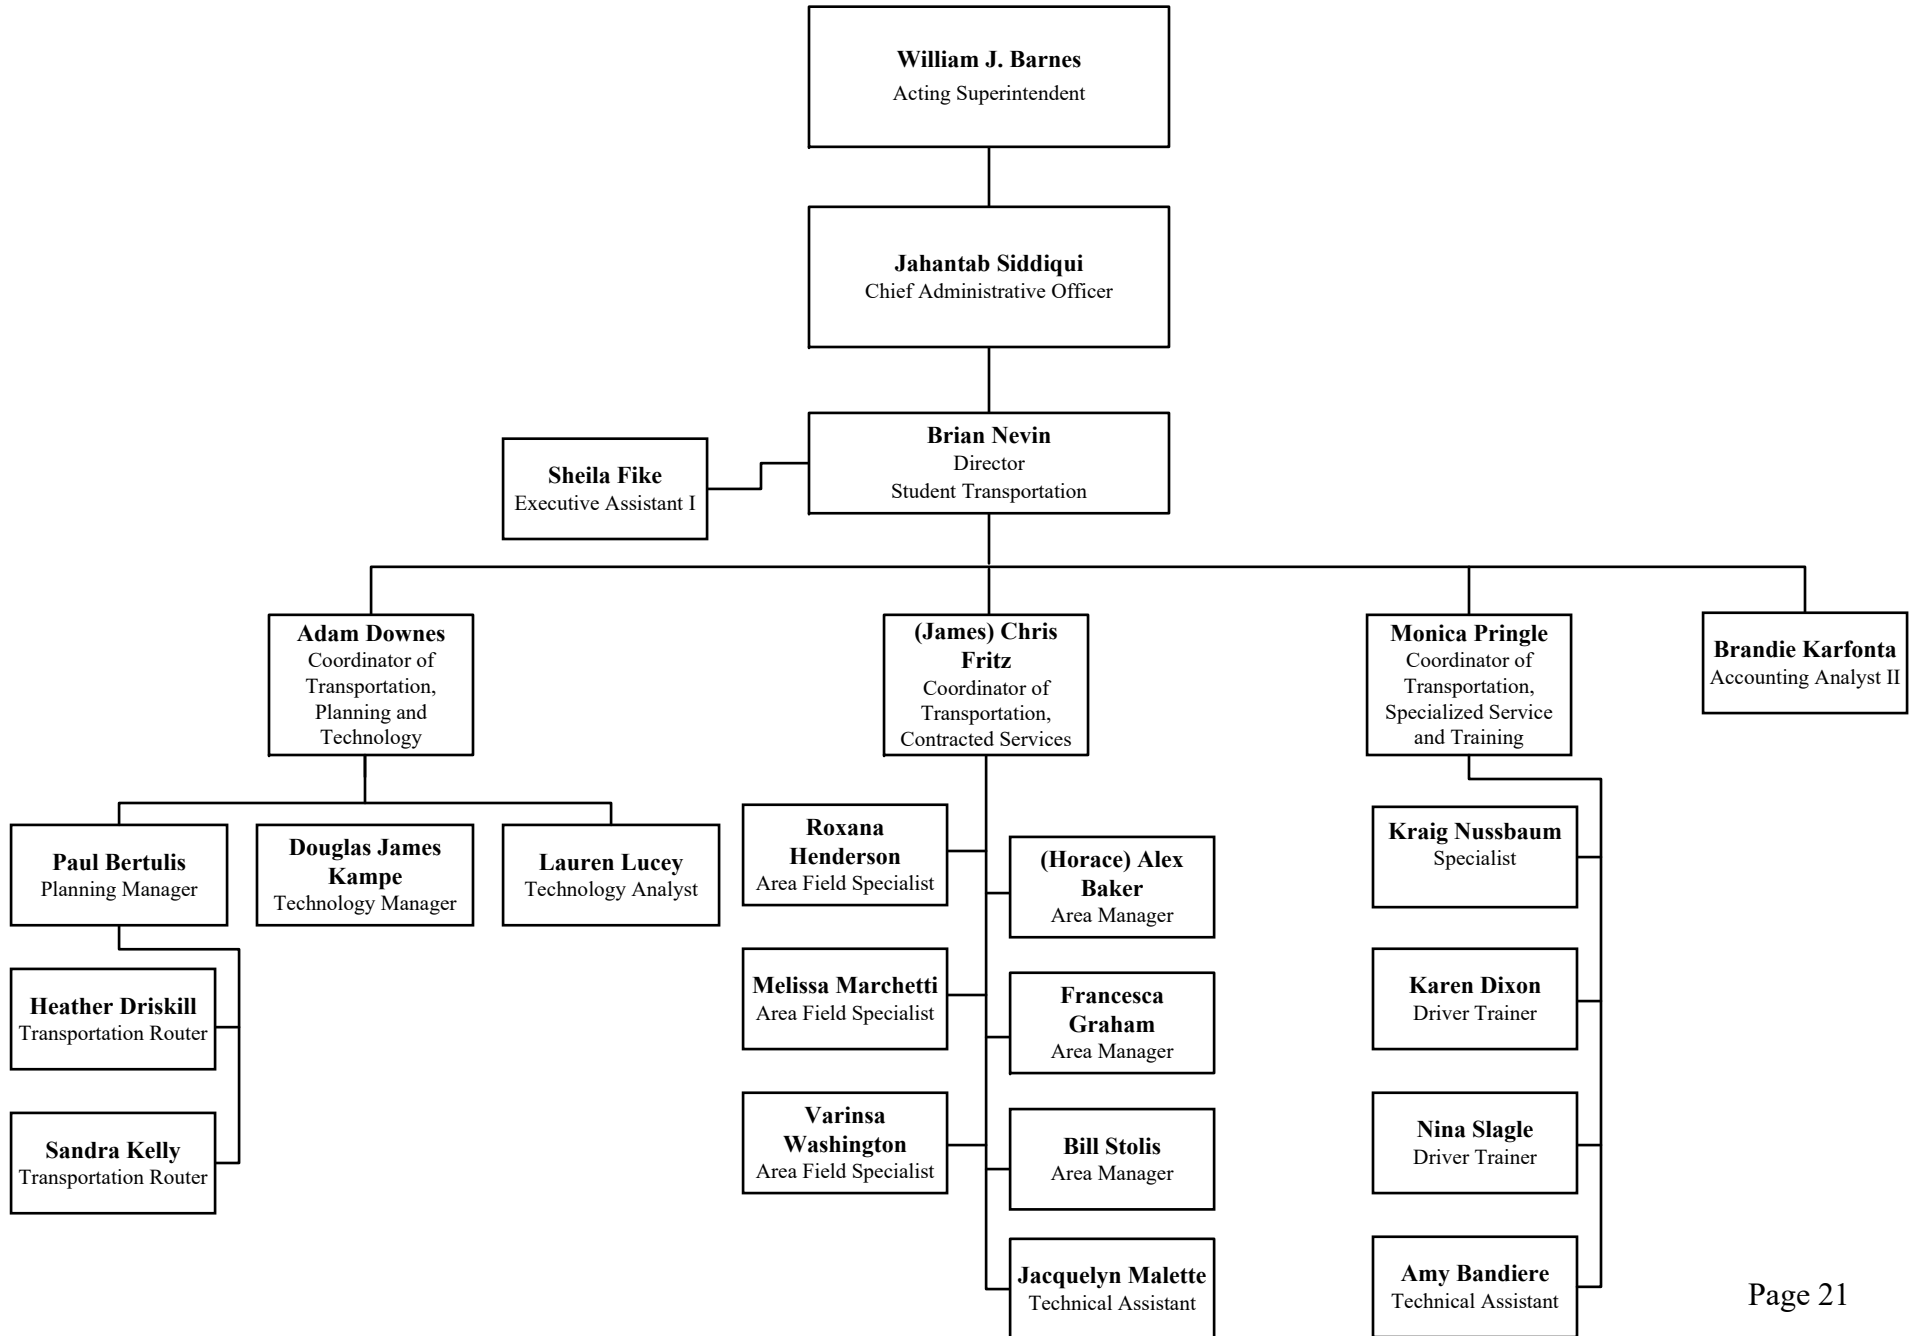 William J. Barnes
Acting Superintendent
Jahantab Siddiqui
Chief Administrative Officer
Brian Nevin
Director
Student Transportation
Sheila Fike
Executive Assistant I
Adam Downes
Coordinator of
Transportation,
Planning and
Technology
(James) Chris
Fritz
Coordinator of
Transportation,
Contracted Services
Monica Pringle
Coordinator of
Transportation,
Specialized Service
and Training
Brandie Karfonta
Accounting Analyst II
Paul Bertulis
Planning Manager
Douglas James
Kampe
Technology Manager
Lauren Lucey
Technology Analyst
Heather Driskill
Transportation Router
Sandra Kelly
Transportation Router
Roxana
Henderson
Area Field Specialist
(Horace) Alex
Baker
Area Manager
Melissa Marchetti
Area Field Specialist
Francesca
Graham
Area Manager
Varinsa
Washington
Area Field Specialist
Bill Stolis
Area Manager
Jacquelyn Malette
Technical Assistant
Kraig Nussbaum
Specialist
Karen Dixon
Driver Trainer
Nina Slagle
Driver Trainer
Amy Bandiere
Technical Assistant
Page 21